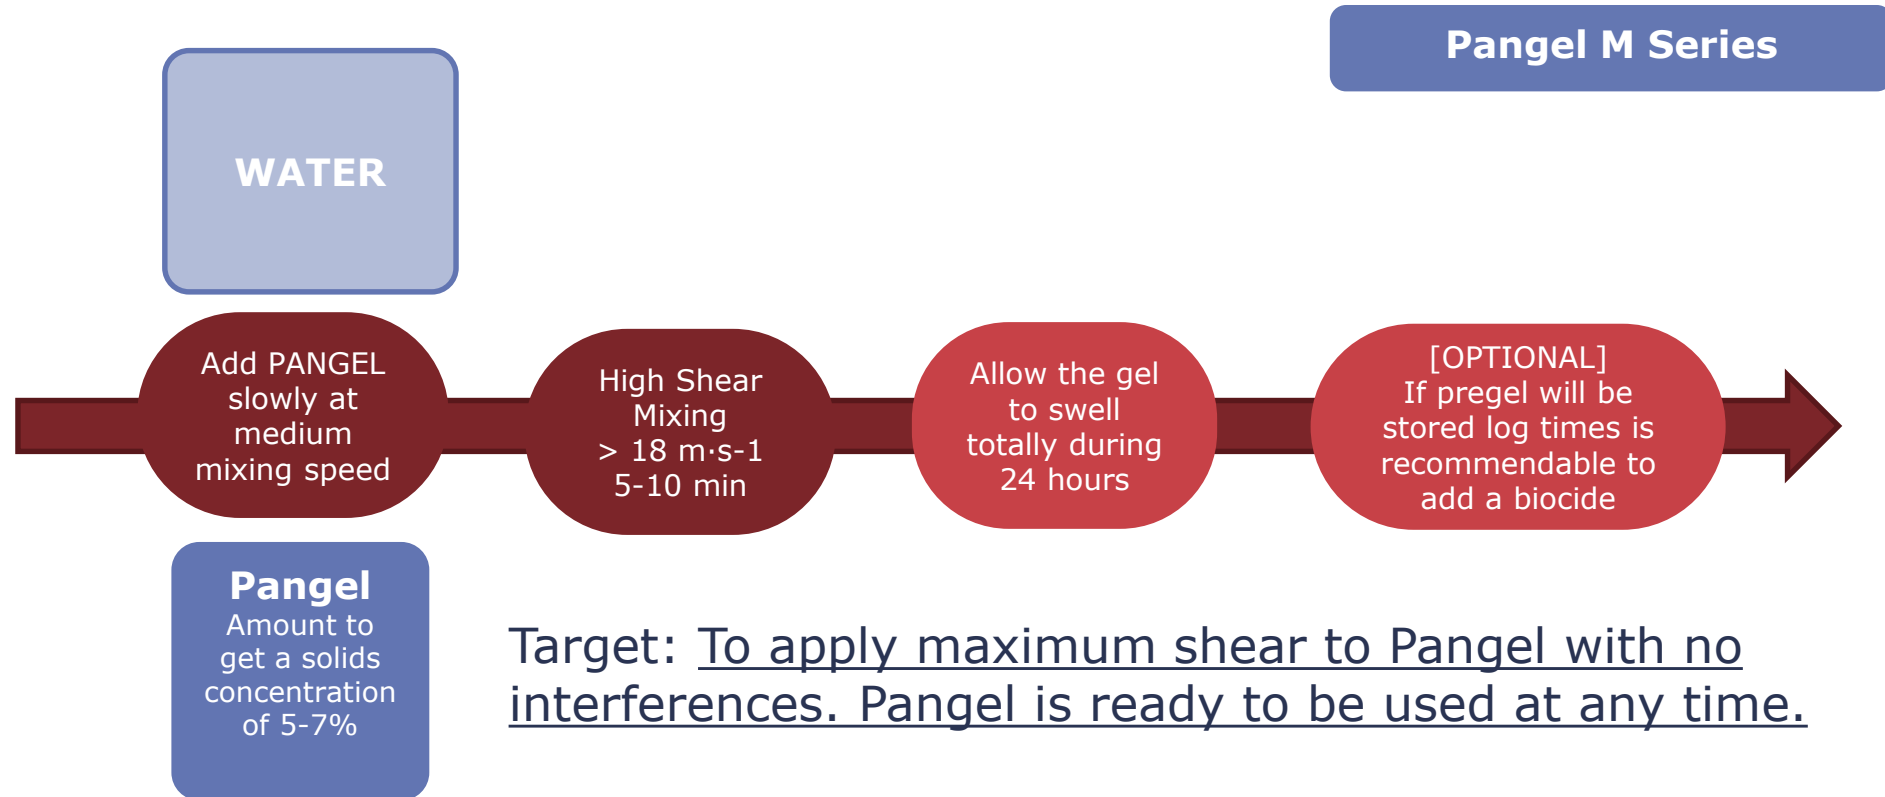 Pangel M Series
WATER
Add PANGEL
slowly at
medium
mixing speed
High Shear
Mixing
> 18 m·s-1
5-10 min
Allow the gel
to swell
totally during
24 hours
[OPTIONAL]
If pregel will be
stored log times is
recommendable to
add a biocide
Pangel
Amount to
get a solids
concentration
of 5-7%
Target: To apply maximum shear to Pangel with no
interferences. Pangel is ready to be used at any time.